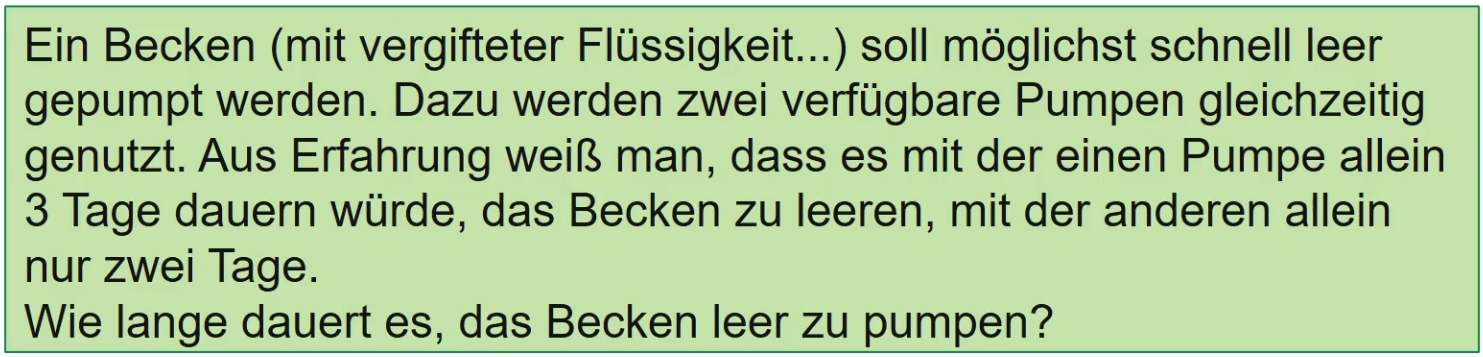 Ein Becken (mit vergifteter Flüssigkeit...) soll möglichst schnell leer
gepumpt werden. Dazu werden zwei verfügbare Pumpen gleichzeitig
genutzt. Aus Erfahrung weiß man, dass es mit der einen Pumpe allein
3 Tage dauern würde, das Becken zu leeren, mit der anderen allein
nur zwei Tage.
Wie lange dauert es, das Becken leer zu pumpen?